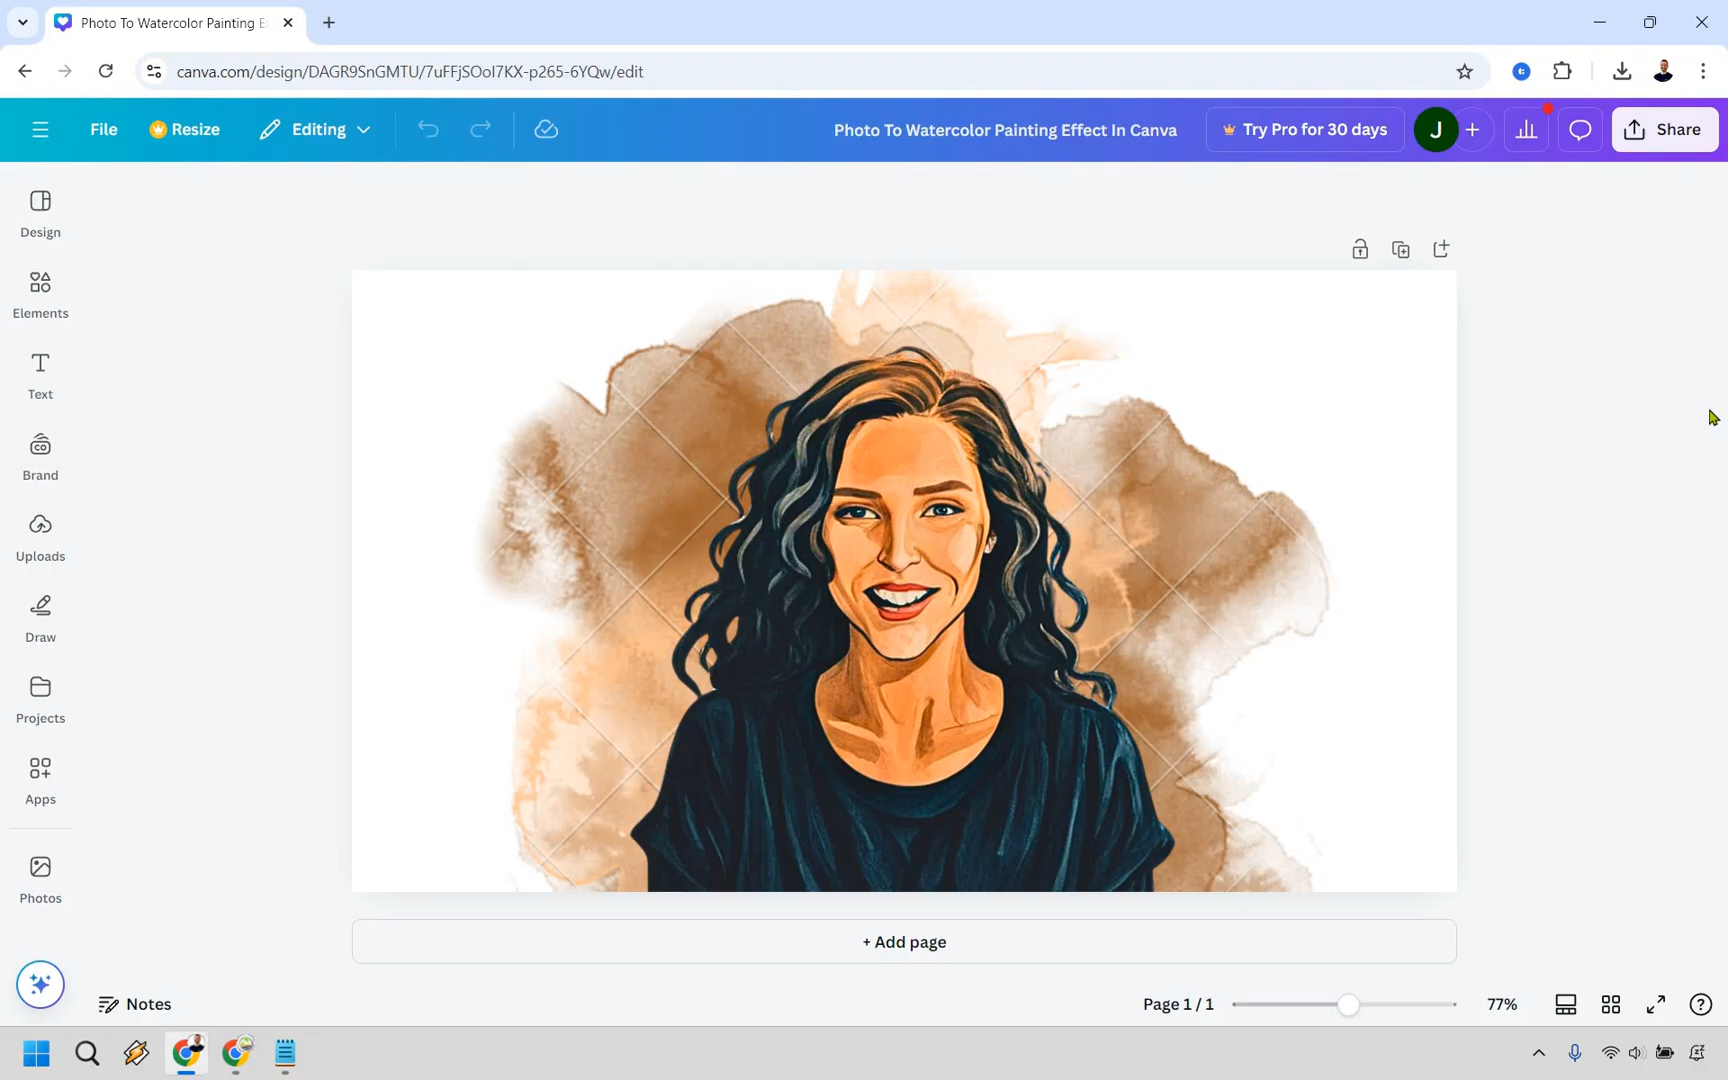 Photo To Watercolor Painting E
canva.com/design/DAGR9SnGMTU/7uFFjSOoI7KX-p265-6YQw/edit
File
Resize
Editing
Photo To Watercolor Painting Effect In Canva
Try Pro for 30 days
J
Share
Design
Elements
Text
Brand
Uploads
Draw
Projects
Apps
Photos
+ Add page
Notes
Page 1 / 1
77%